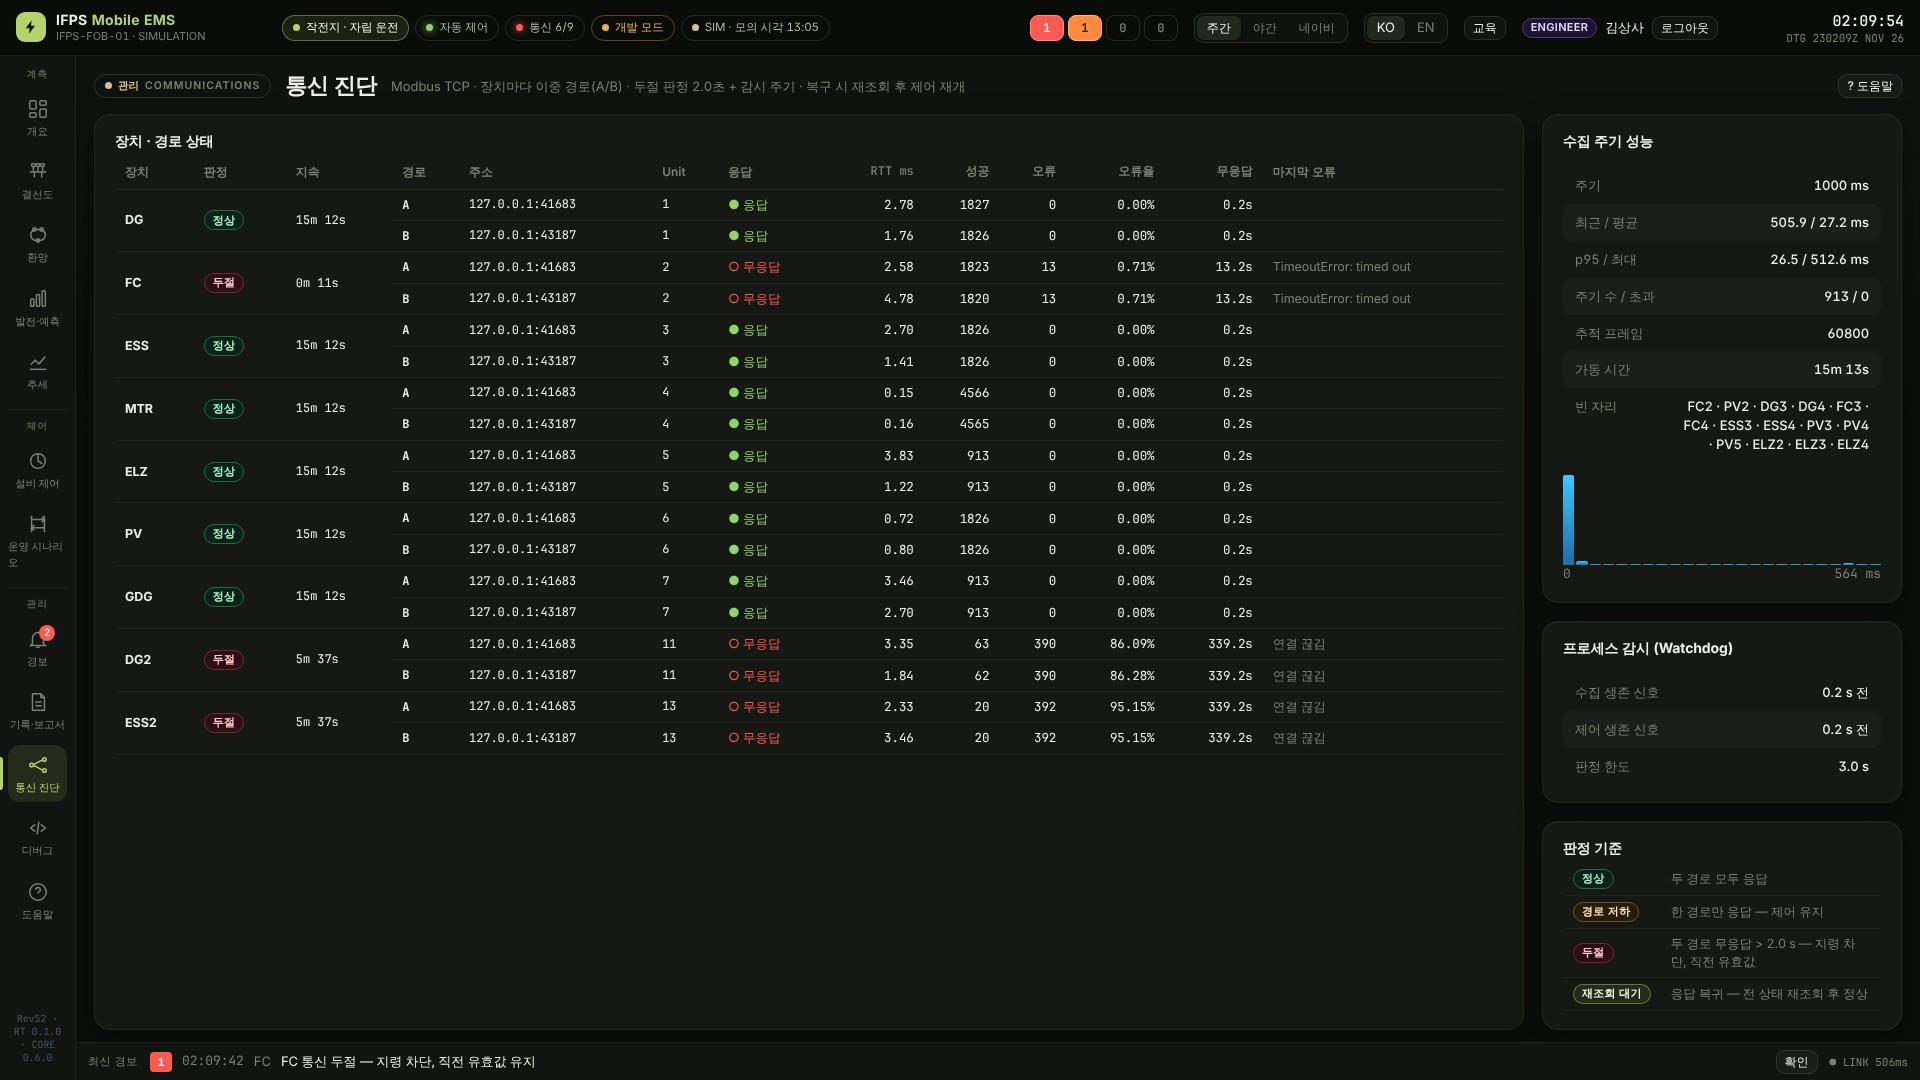 IFPS Mobile EMS
IFPS-FOB-01 · SIMULATION
작전지 · 자립 운전
자동 제어
통신 6/9
개발 모드
SIM · 모의 시각 13:05
1
1
0
0
주간
야간
네이비
KO
EN
교육
ENGINEER
김상사
로그아웃
02:09:54
DTG 230209Z NOV 26
계측
개요
결선도
환망
발전·예측
추세
제어
설비 제어
운영 시나리
오
관리
2
경보
기록·보고서
통신 진단
디버그
도움말
Rev52 ·
RT 0.1.0
· CORE
0.6.0
관리 COMMUNICATIONS
통신 진단
Modbus TCP · 장치마다 이중 경로(A/B) · 두절 판정 2.0초 + 감시 주기 · 복구 시 재조회 후 제어 재개
? 도움말
장치 · 경로 상태
장치 판정 지속 경로 주소 Unit 응답 RTT ms 성공 오류 오류율 무응답 마지막 오류
DG 정상 15m 12s
A 127.0.0.1:41683 1 응답 2.78 1827 0 0.00% 0.2s
B 127.0.0.1:43187 1 응답 1.76 1826 0 0.00% 0.2s
FC 두절 0m 11s
A 127.0.0.1:41683 2 무응답 2.58 1823 13 0.71% 13.2s TimeoutError: timed out
B 127.0.0.1:43187 2 무응답 4.78 1820 13 0.71% 13.2s TimeoutError: timed out
ESS 정상 15m 12s
A 127.0.0.1:41683 3 응답 2.70 1826 0 0.00% 0.2s
B 127.0.0.1:43187 3 응답 1.41 1826 0 0.00% 0.2s
MTR 정상 15m 12s
A 127.0.0.1:41683 4 응답 0.15 4566 0 0.00% 0.2s
B 127.0.0.1:43187 4 응답 0.16 4565 0 0.00% 0.2s
ELZ 정상 15m 12s
A 127.0.0.1:41683 5 응답 3.83 913 0 0.00% 0.2s
B 127.0.0.1:43187 5 응답 1.22 913 0 0.00% 0.2s
PV 정상 15m 12s
A 127.0.0.1:41683 6 응답 0.72 1826 0 0.00% 0.2s
B 127.0.0.1:43187 6 응답 0.80 1826 0 0.00% 0.2s
GDG 정상 15m 12s
A 127.0.0.1:41683 7 응답 3.46 913 0 0.00% 0.2s
B 127.0.0.1:43187 7 응답 2.70 913 0 0.00% 0.2s
DG2 두절 5m 37s
A 127.0.0.1:41683 11 무응답 3.35 63 390 86.09% 339.2s 연결 끊김
B 127.0.0.1:43187 11 무응답 1.84 62 390 86.28% 339.2s 연결 끊김
ESS2 두절 5m 37s
A 127.0.0.1:41683 13 무응답 2.33 20 392 95.15% 339.2s 연결 끊김
B 127.0.0.1:43187 13 무응답 3.46 20 392 95.15% 339.2s 연결 끊김
수집 주기 성능
주기 1000 ms
최근 / 평균 505.9 / 27.2 ms
p95 / 최대 26.5 / 512.6 ms
주기 수 / 초과 913 / 0
추적 프레임 60800
가동 시간 15m 13s
빈 자리 FC2 · PV2 · DG3 · DG4 · FC3 ·
FC4 · ESS3 · ESS4 · PV3 · PV4
· PV5 · ELZ2 · ELZ3 · ELZ4
0 564 ms
프로세스 감시 (Watchdog)
수집 생존 신호 0.2 s 전
제어 생존 신호 0.2 s 전
판정 한도 3.0 s
판정 기준
정상 두 경로 모두 응답
경로 저하 한 경로만 응답 — 제어 유지
두절 두 경로 무응답 > 2.0 s — 지령 차
단, 직전 유효값
재조회 대기 응답 복귀 — 전 상태 재조회 후 정상
최신 경보 1 02:09:42 FC FC 통신 두절 — 지령 차단, 직전 유효값 유지
확인
LINK 506ms